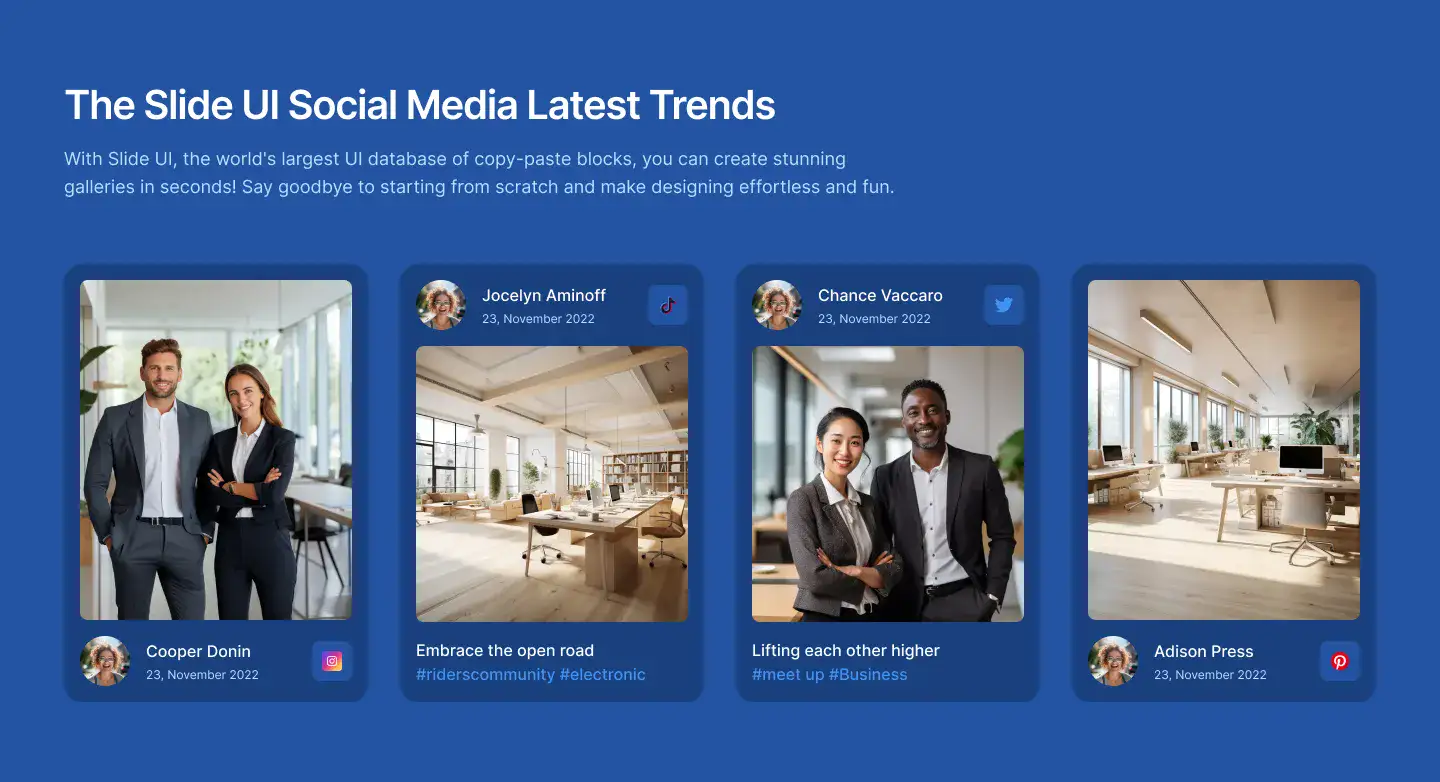 The Slide UI Social Media Latest Trends
With Slide UI, the world's largest UI database of copy-paste blocks, you can create stunning
galleries in seconds! Say goodbye to starting from scratch and make designing effortless and fun.
Cooper Donin
23, November 2022
Jocelyn Aminoff
23, November 2022
Embrace the open road
#riderscommunity #electronic
Chance Vaccaro
23, November 2022
Lifting each other higher
#meet up #Business
Adison Press
23, November 2022